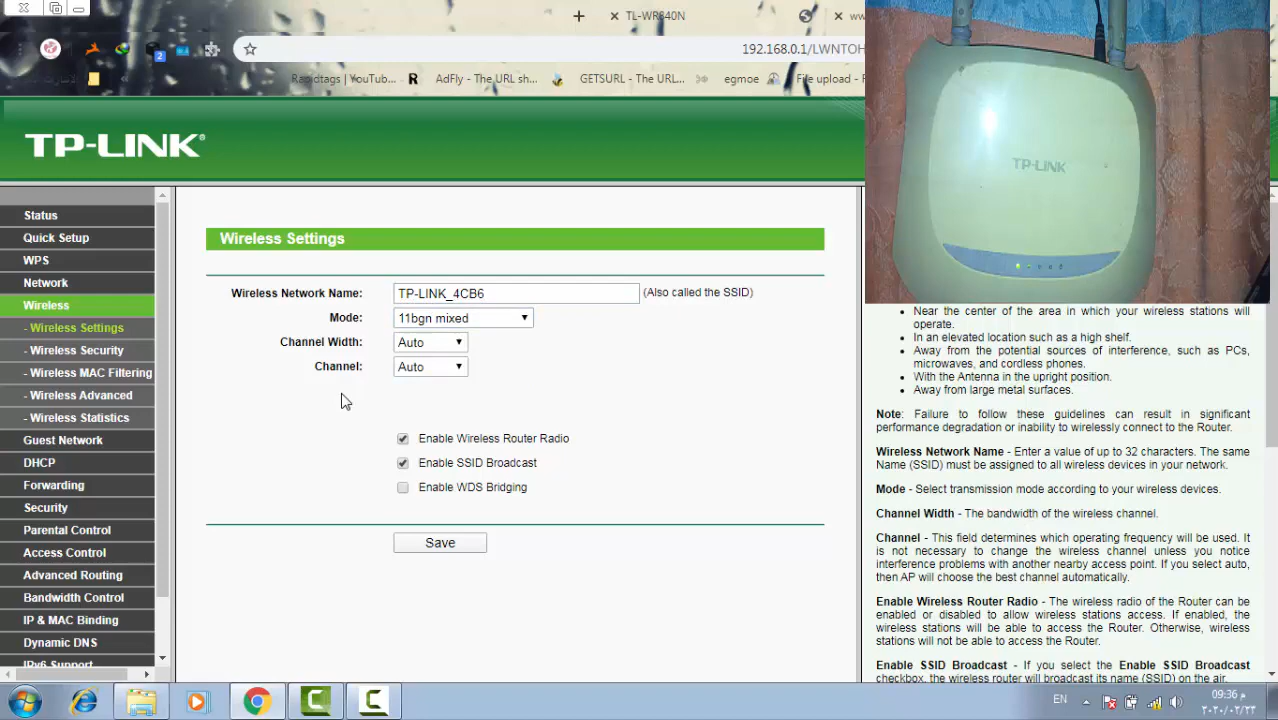 TL-WR840N
ww
2
192.168.0.1/LWNTOH
Rapidtags | YouTub...
AdFly - The URL sh...
GETSURL - The URL...
egmoe
File upload - F
TP-LINK®
TP-LINK
Status
Quick Setup
WPS
Network
Wireless
- Wireless Settings
- Wireless Security
- Wireless MAC Filtering
- Wireless Advanced
- Wireless Statistics
Guest Network
DHCP
Forwarding
Security
Parental Control
Access Control
Advanced Routing
Bandwidth Control
IP & MAC Binding
Dynamic DNS
IPv6 Support
Wireless Settings
Wireless Network Name: TP-LINK_4CB6 (Also called the SSID)
Mode: 11bgn mixed
Channel Width: Auto
Channel: Auto
Enable Wireless Router Radio
Enable SSID Broadcast
Enable WDS Bridging
Save
• Near the center of the area in which your wireless stations will
operate.
• In an elevated location such as a high shelf.
• Away from the potential sources of interference, such as PCs,
microwaves, and cordless phones.
• With the Antenna in the upright position.
• Away from large metal surfaces.
Note: Failure to follow these guidelines can result in significant
performance degradation or inability to wirelessly connect to the Router.
Wireless Network Name - Enter a value of up to 32 characters. The same
Name (SSID) must be assigned to all wireless devices in your network.
Mode - Select transmission mode according to your wireless devices.
Channel Width - The bandwidth of the wireless channel.
Channel - This field determines which operating frequency will be used. It
is not necessary to change the wireless channel unless you notice
interference problems with another nearby access point. If you select auto,
then AP will choose the best channel automatically.
Enable Wireless Router Radio - The wireless radio of the Router can be
enabled or disabled to allow wireless stations access. If enabled, the
wireless stations will be able to access the Router. Otherwise, wireless
stations will not be able to access the Router.
Enable SSID Broadcast - If you select the Enable SSID Broadcast
checkbox, the wireless router will broadcast its name (SSID) on the air.
EN
09:36 م
٢٠٢٠/٠٢/٢٣